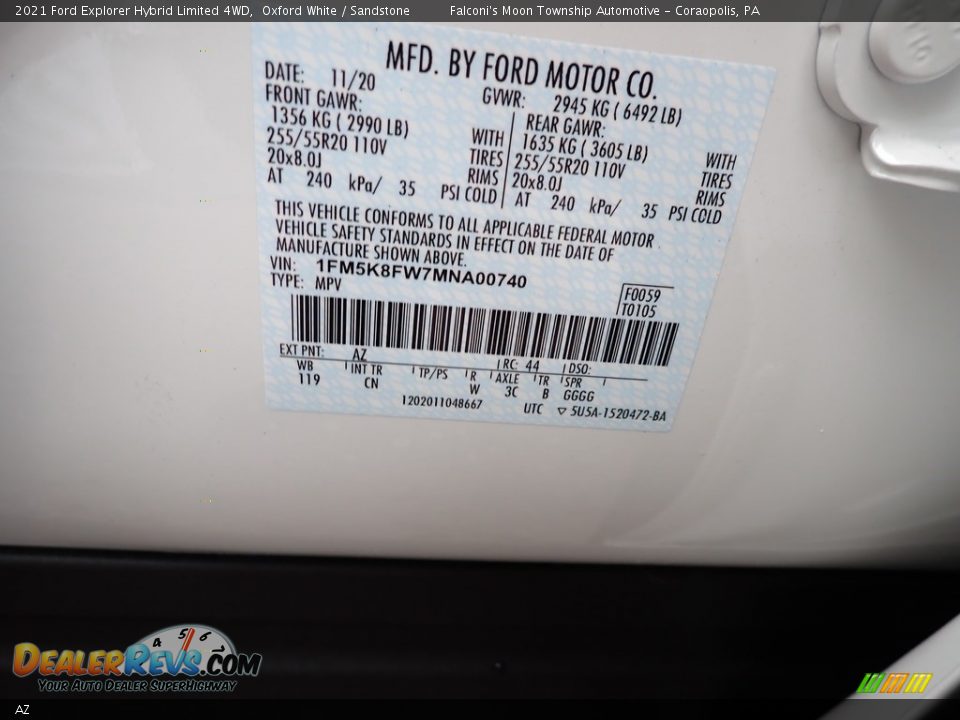 2021 Ford Explorer Hybrid Limited 4WD, Oxford White / Sandstone Falconi's Moon Township Automotive - Coraopolis, PA
MFD. BY FORD MOTOR CO.
DATE: 11/20 GVWR: 2945 KG ( 6492 LB)
FRONT GAWR: REAR GAWR:
1356 KG ( 2990 LB) WITH 1635 KG ( 3605 LB) WITH
255/55R20 110V TIRES 255/55R20 110V TIRES
20x8.0J RIMS 20x8.0J RIMS
AT 240 kPa/ 35 PSI COLD AT 240 kPa/ 35 PSI COLD
THIS VEHICLE CONFORMS TO ALL APPLICABLE FEDERAL MOTOR
VEHICLE SAFETY STANDARDS IN EFFECT ON THE DATE OF
MANUFACTURE SHOWN ABOVE.
VIN: 1FM5K8FW7MNA00740
TYPE: MPV
F0059
T0105
EXT PNT: AZ RC: 44 DSO:
WB INT TR TP/PS R AXLE TR SPR
119 CN W 3C B GGGG
1202011048667 UTC ▽ 5U5A-1520472-BA
4 5 6
DEALERREVS.COM
YOUR AUTO DEALER SUPERHIGHWAY
AZ